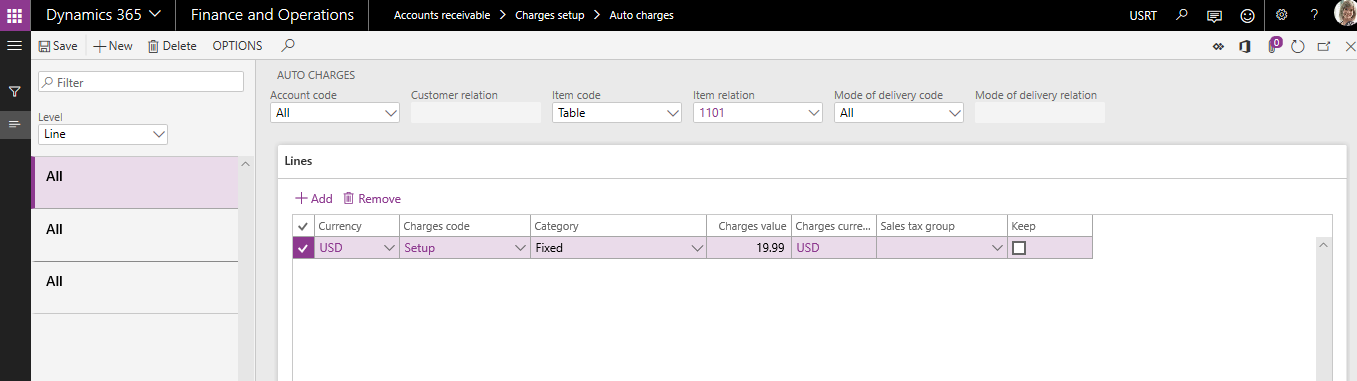 Dynamics 365 Finance and Operations Accounts receivable > Charges setup > Auto charges USRT ?
Save New Delete OPTIONS 0
Filter
AUTO CHARGES
Account code Customer relation Item code Item relation Mode of delivery code Mode of delivery relation
All Table 1101 All
Level
Line
Lines
All
Add Remove
Currency Charges code Category Charges value Charges curre... Sales tax group Keep
All
USD Setup Fixed 19.99 USD
All